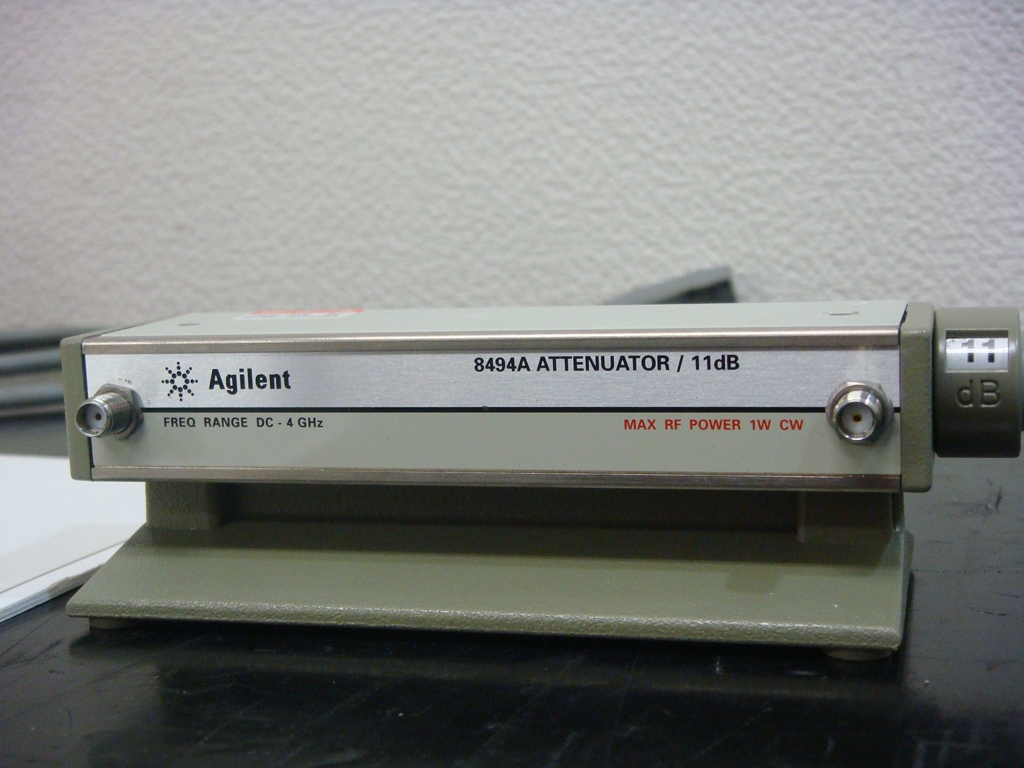 Agilent
8494A ATTENUATOR / 11dB
FREQ RANGE DC - 4 GHz
MAX RF POWER 1W CW
11
dB